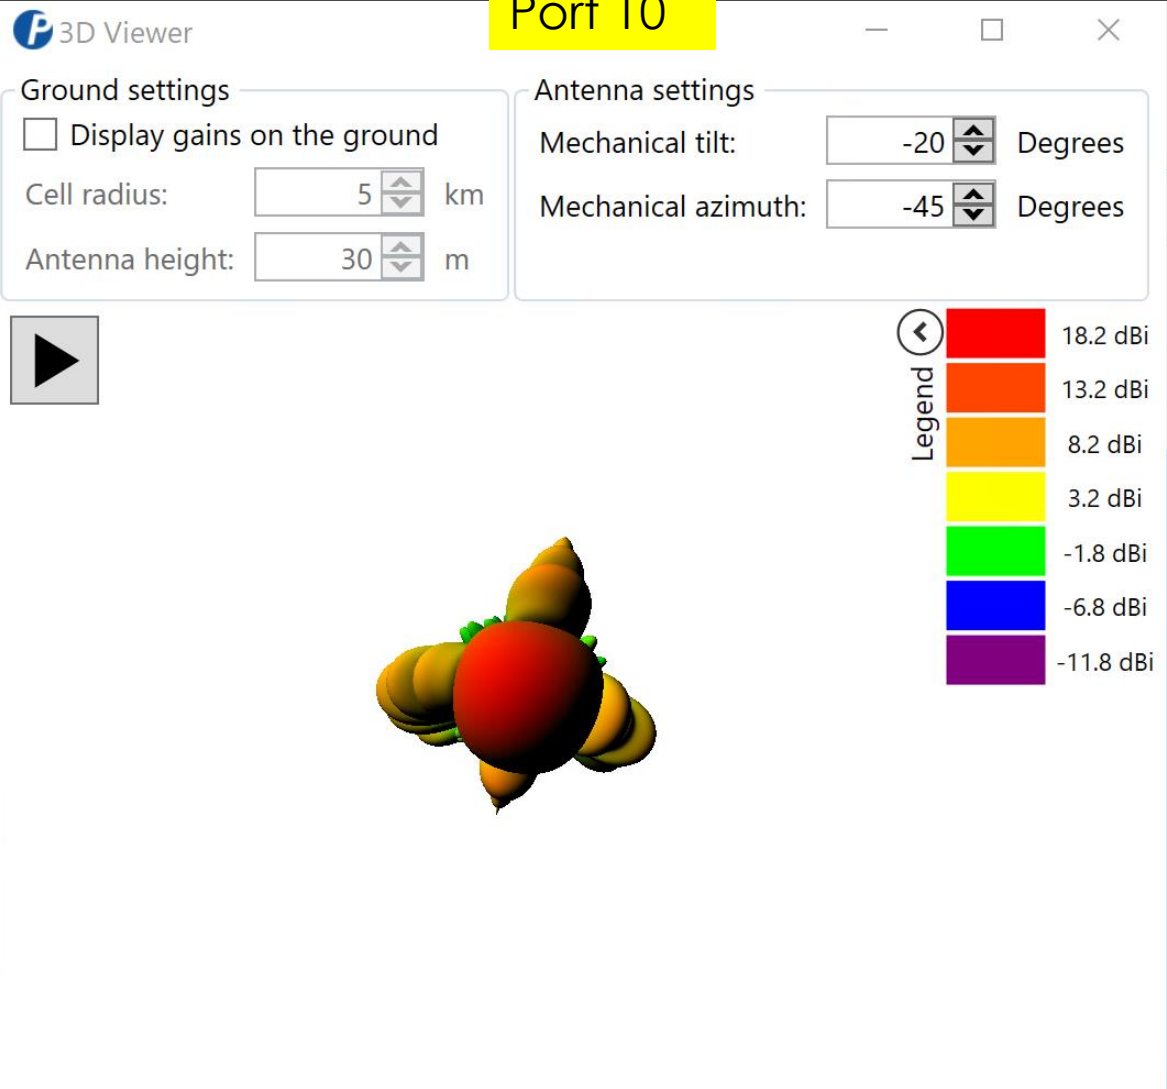 Port 10
3D Viewer
Ground settings
Display gains on the ground
Cell radius: 5 km
Antenna height: 30 m
Antenna settings
Mechanical tilt: -20 Degrees
Mechanical azimuth: -45 Degrees
Legend
18.2 dBi
13.2 dBi
8.2 dBi
3.2 dBi
-1.8 dBi
-6.8 dBi
-11.8 dBi